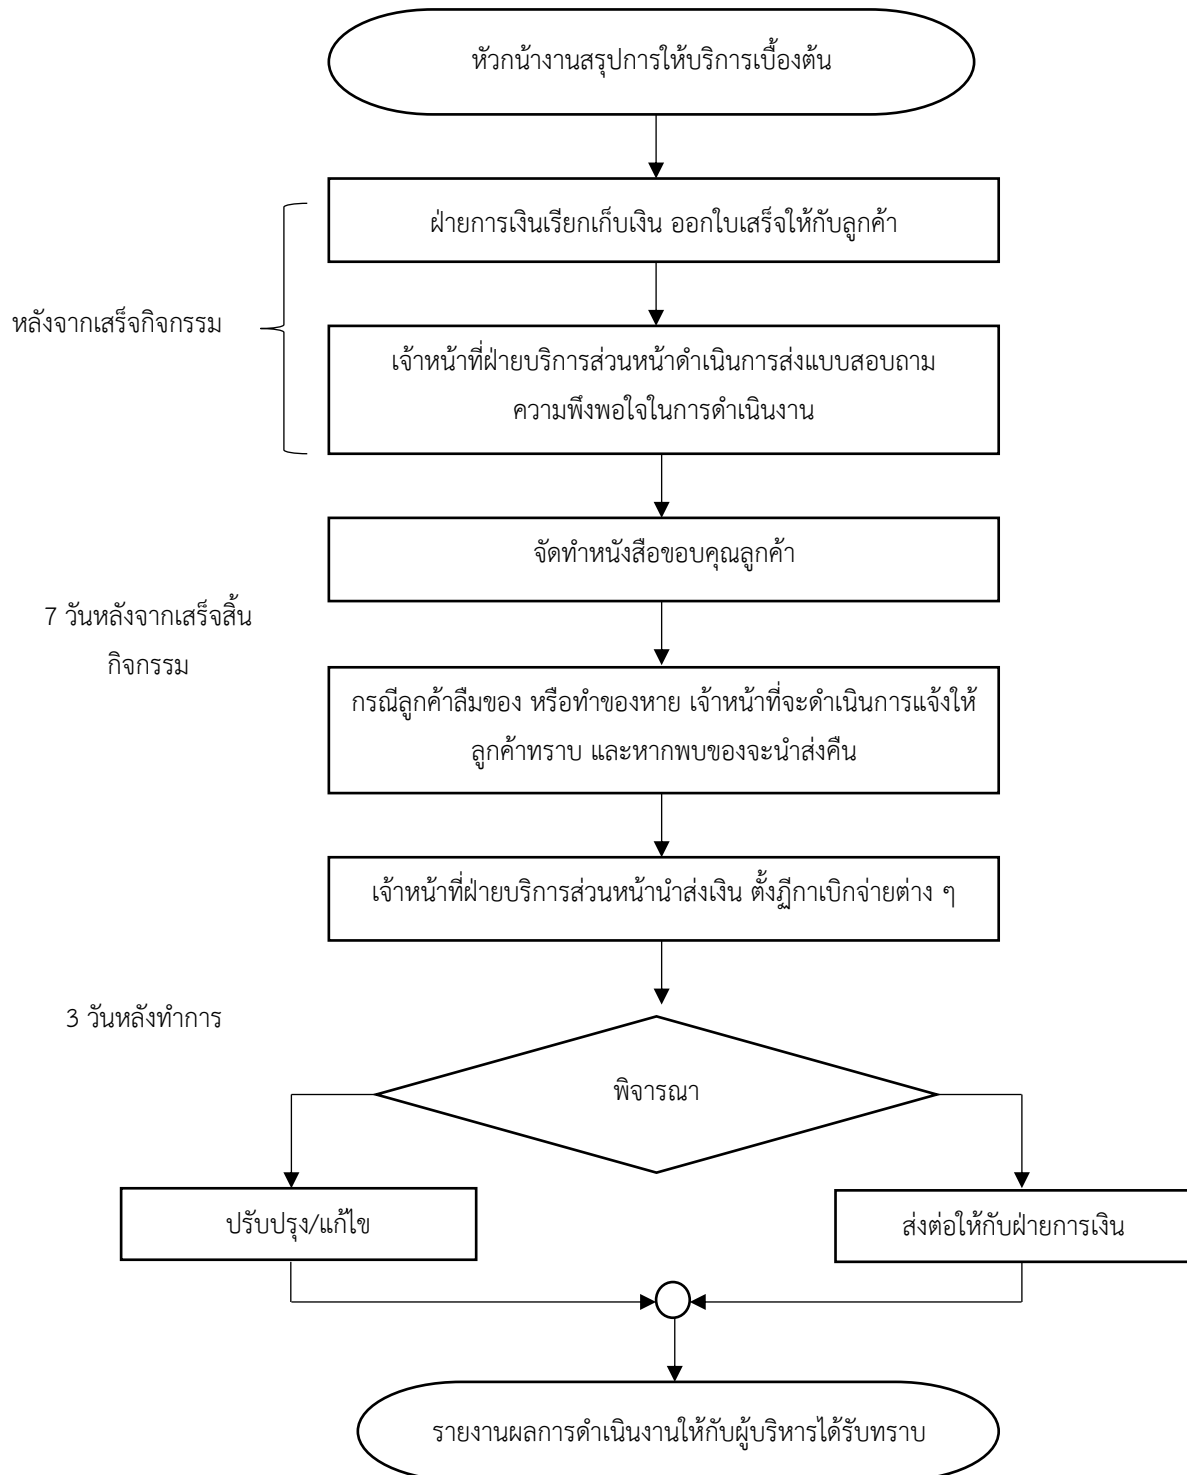 หัวกน้างานสรุปการให้บริการเบื้องต้น
ฝ่ายการเงินเรียกเก็บเงิน ออกใบเสร็จให้กับลูกค้า
หลังจากเสร็จกิจกรรม
เจ้าหน้าที่ฝ่ายบริการส่วนหน้าดำเนินการส่งแบบสอบถาม
ความพึงพอใจในการดำเนินงาน
จัดทำหนังสือขอบคุณลูกค้า
7 วันหลังจากเสร็จสิ้น
กิจกรรม
กรณีลูกค้าลืมของ หรือทำของหาย เจ้าหน้าที่จะดำเนินการแจ้งให้
ลูกค้าทราบ และหากพบของจะนำส่งคืน
เจ้าหน้าที่ฝ่ายบริการส่วนหน้านำส่งเงิน ตั้งฎีกาเบิกจ่ายต่าง ๆ
3 วันหลังทำการ
พิจารณา
ปรับปรุง/แก้ไข
ส่งต่อให้กับฝ่ายการเงิน
รายงานผลการดำเนินงานให้กับผู้บริหารได้รับทราบ